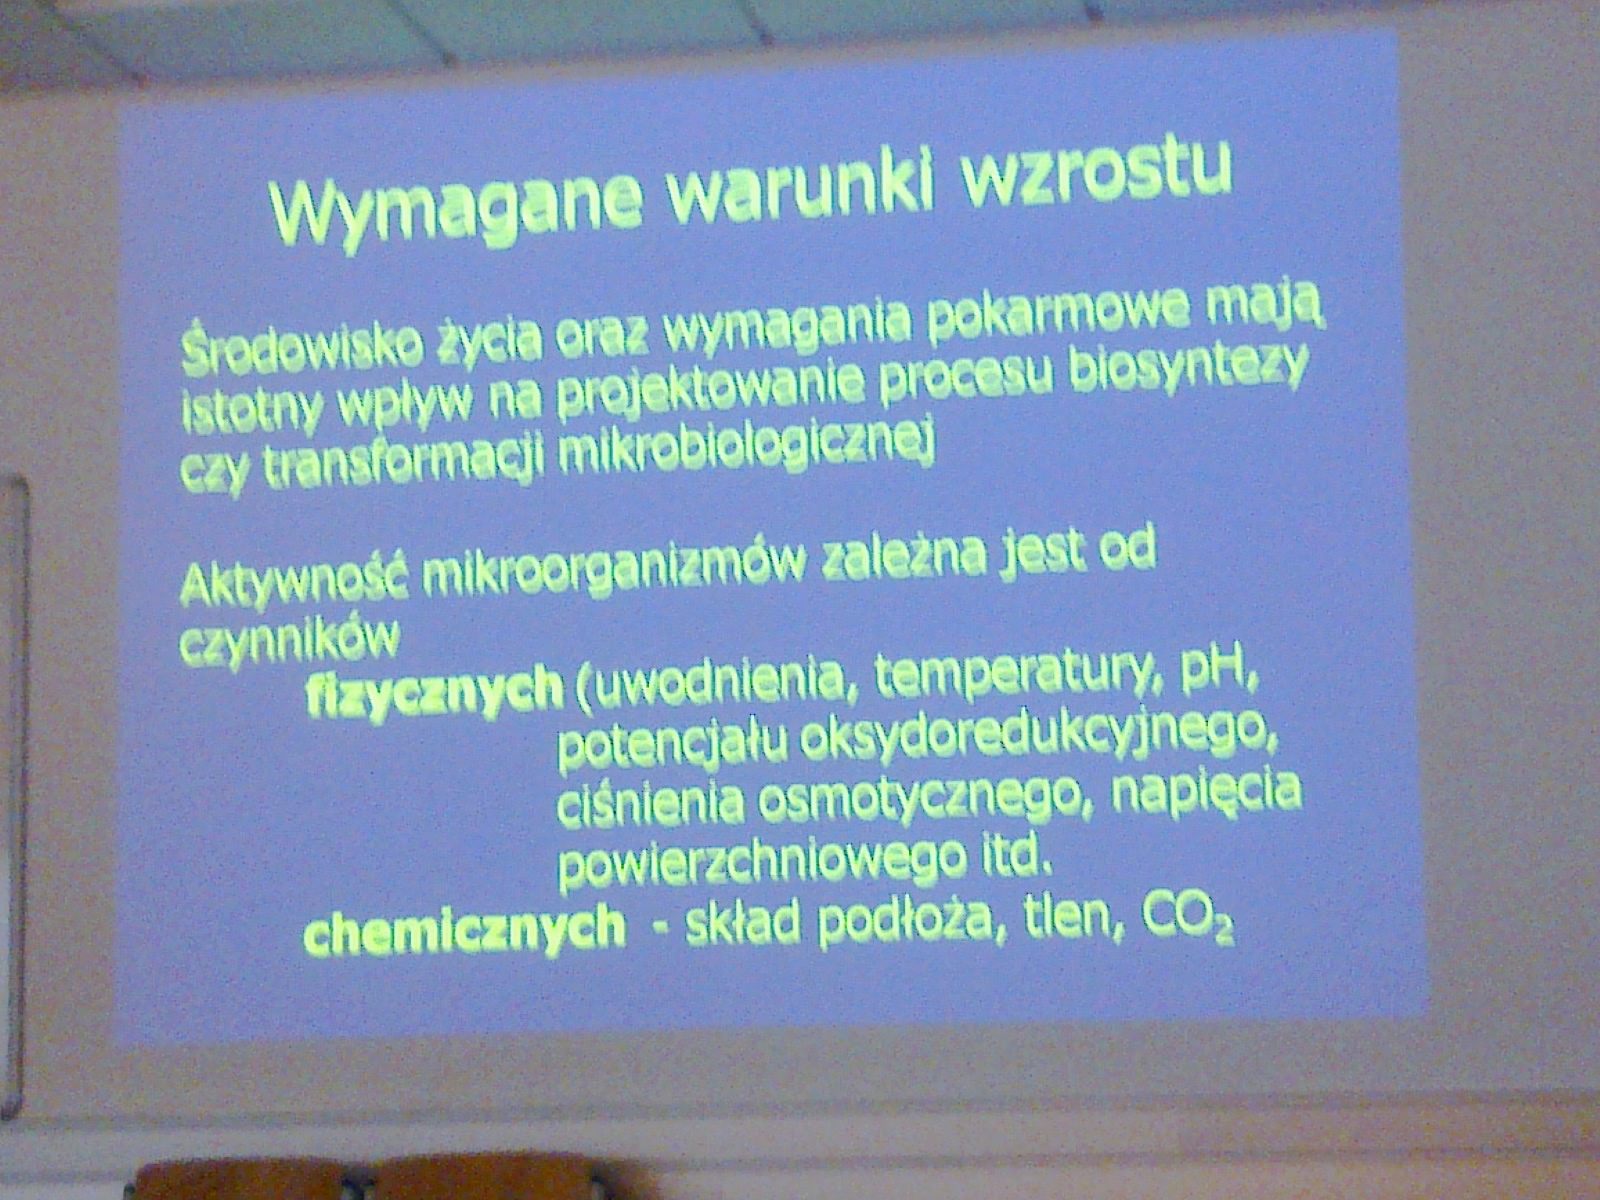 Wymagane warunki wzrostu
Środowisko życia oraz wymagania pokarmowe mają
istotny wpływ na projektowanie procesu biosyntezy
czy transformacji mikrobiologicznej
Aktywność mikroorganizmów zależna jest od
czynników
fizycznych (uwodnienia, temperatury, pH,
potencjału oksydoredukcyjnego,
ciśnienia osmotycznego, napięcia
powierzchniowego itd.
chemicznych - skład podłoża, tlen, CO₂